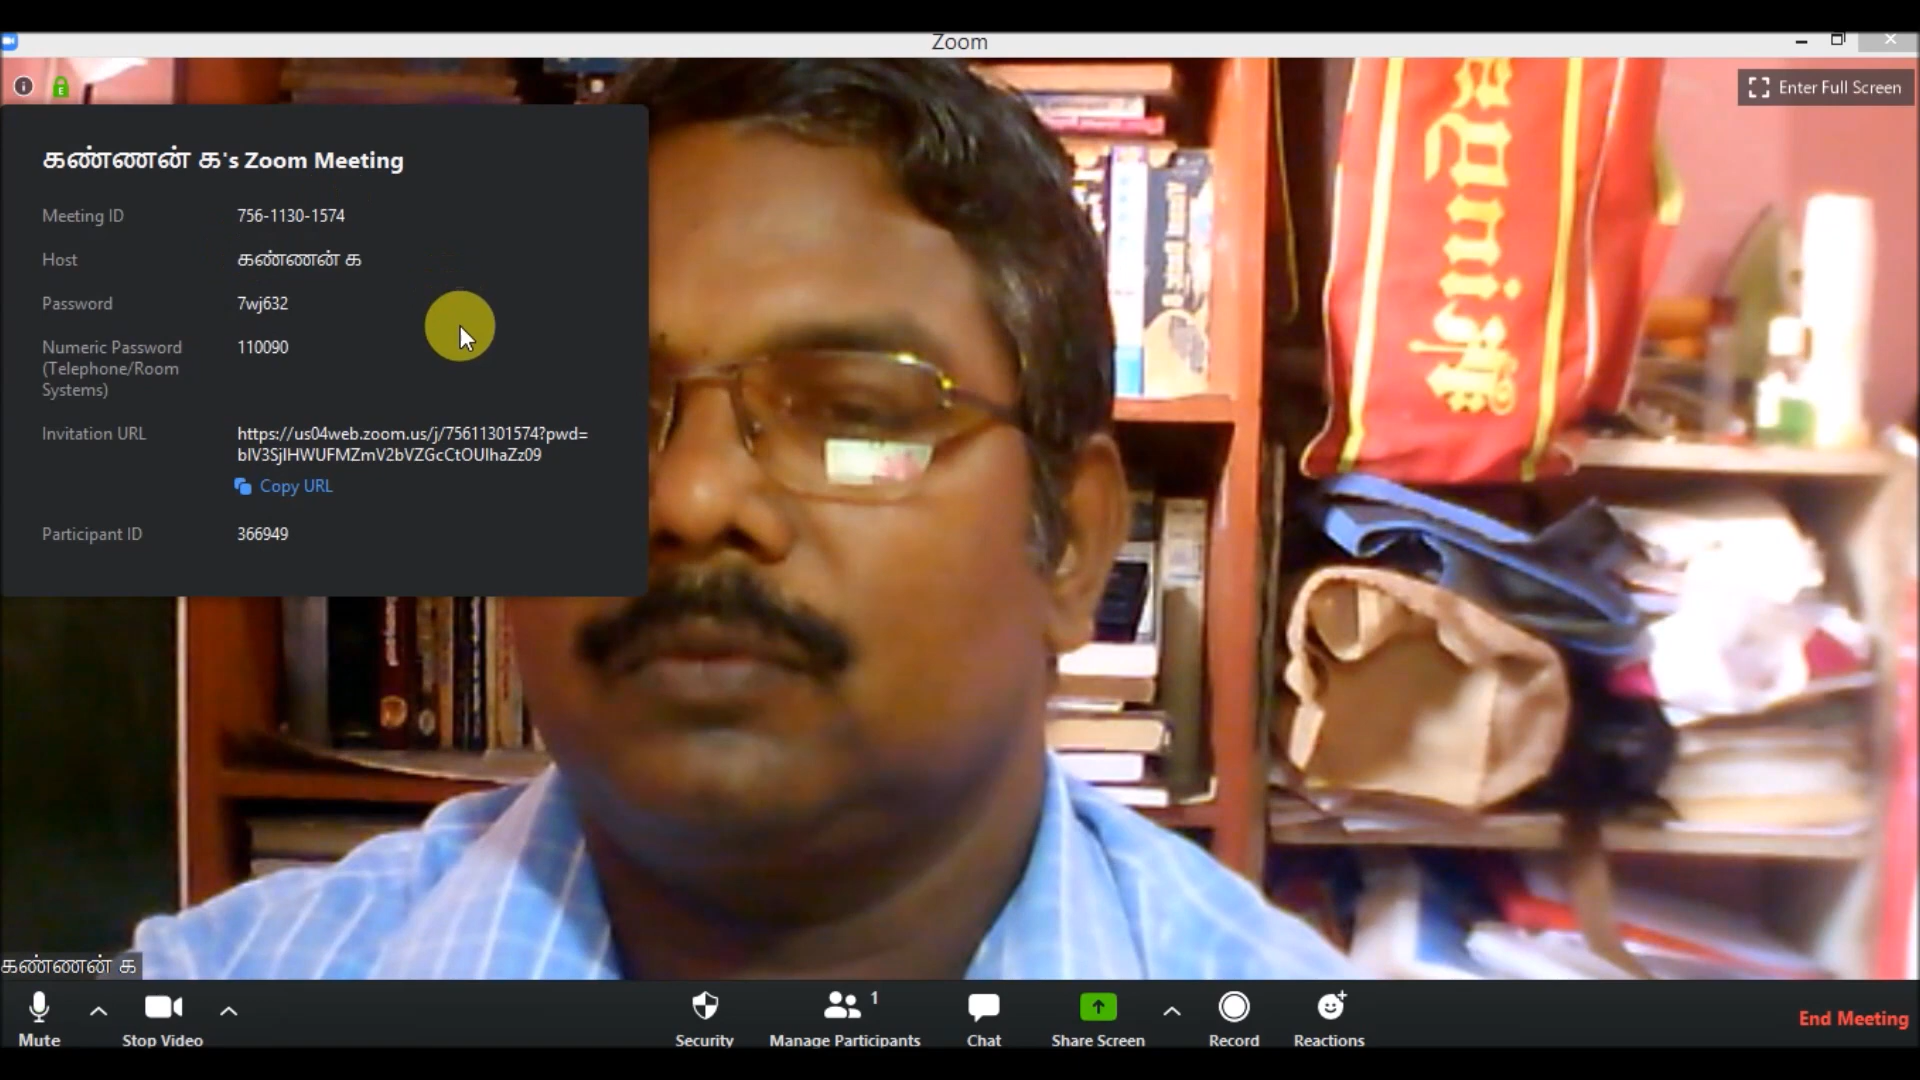 Zoom
Enter Full Screen
கண்ணன் க's Zoom Meeting
Meeting ID 756-1130-1574
Host கண்ணன் க
Password 7wj632
Numeric Password 110090
(Telephone/Room
Systems)
Invitation URL https://us04web.zoom.us/j/75611301574?pwd=
Copy URL
Participant ID 366949
கண்ணன் க
Mute
Stop Video
Security
Manage Participants 1
Chat
Share Screen
Record
Reactions
End Meeting